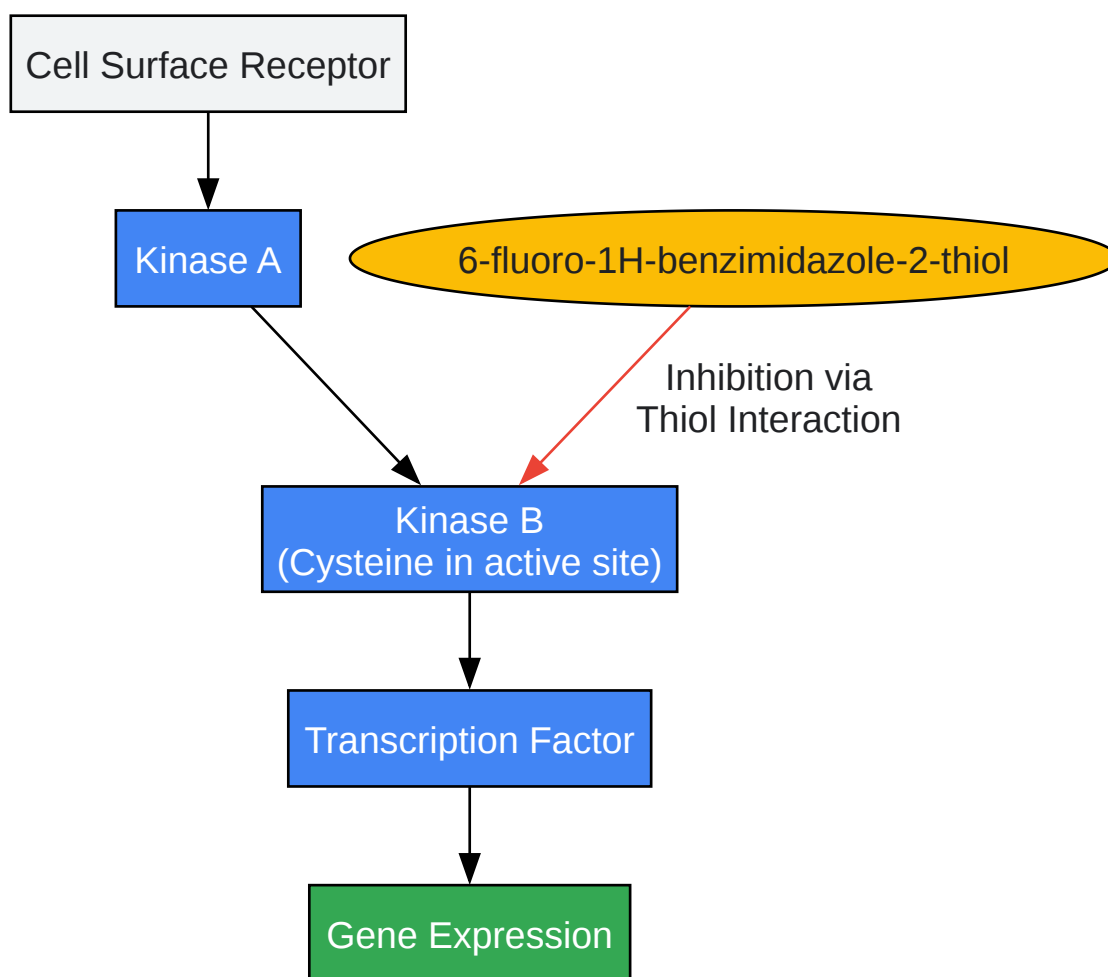 Cell Surface Receptor
Kinase A
6-fluoro-1H-benzimidazole-2-thiol
Inhibition via
Thiol Interaction
Kinase B
(Cysteine in active site)
Transcription Factor
Gene Expression